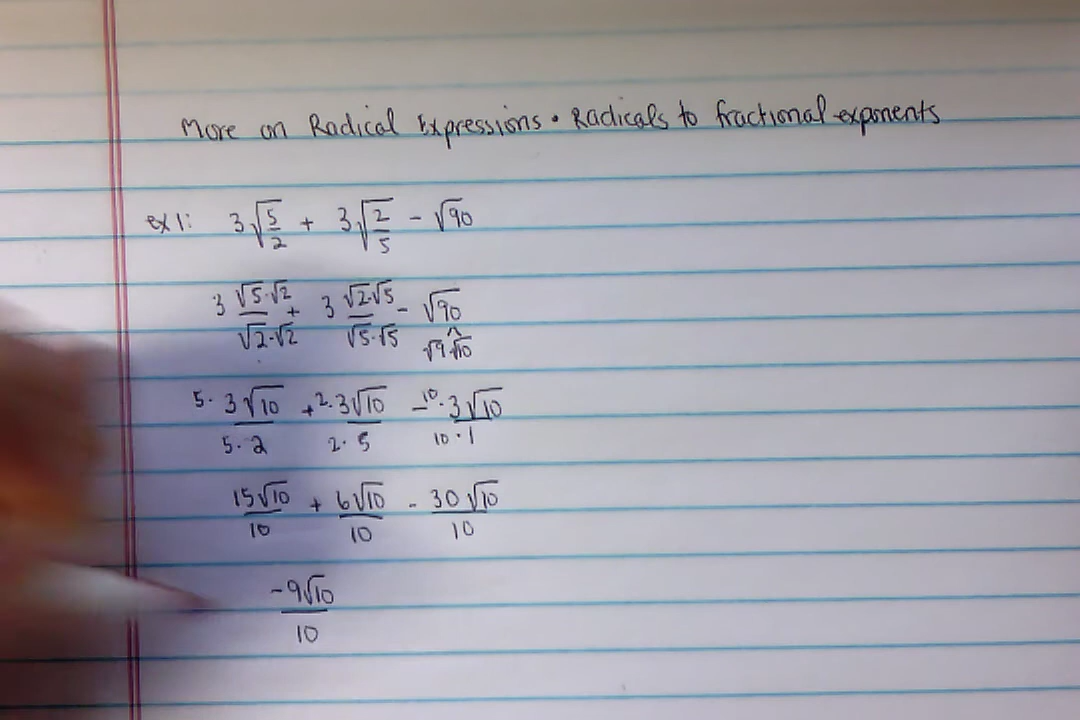 More on Radical Expressions • Radicals to fractional exponents
ex 1: 3√(5/2) + 3√(2/5) - √90
3 (√5·√2)/(√2·√2) + 3 (√2·√5)/(√5·√5) - √90
√9·√10
5·3√10/(5·2) + 2·3√10/(2·5) - 10·3√10/(10·1)
15√10/10 + 6√10/10 - 30√10/10
-9√10/10